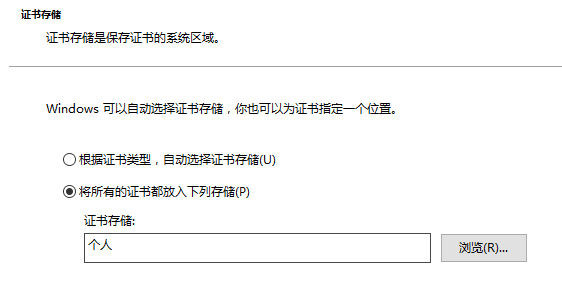 证书存储
证书存储是保存证书的系统区域。
Windows 可以自动选择证书存储，你也可以为证书指定一个位置。
根据证书类型，自动选择证书存储(U)
将所有的证书都放入下列存储(P)
证书存储:
个人 浏览(R)...